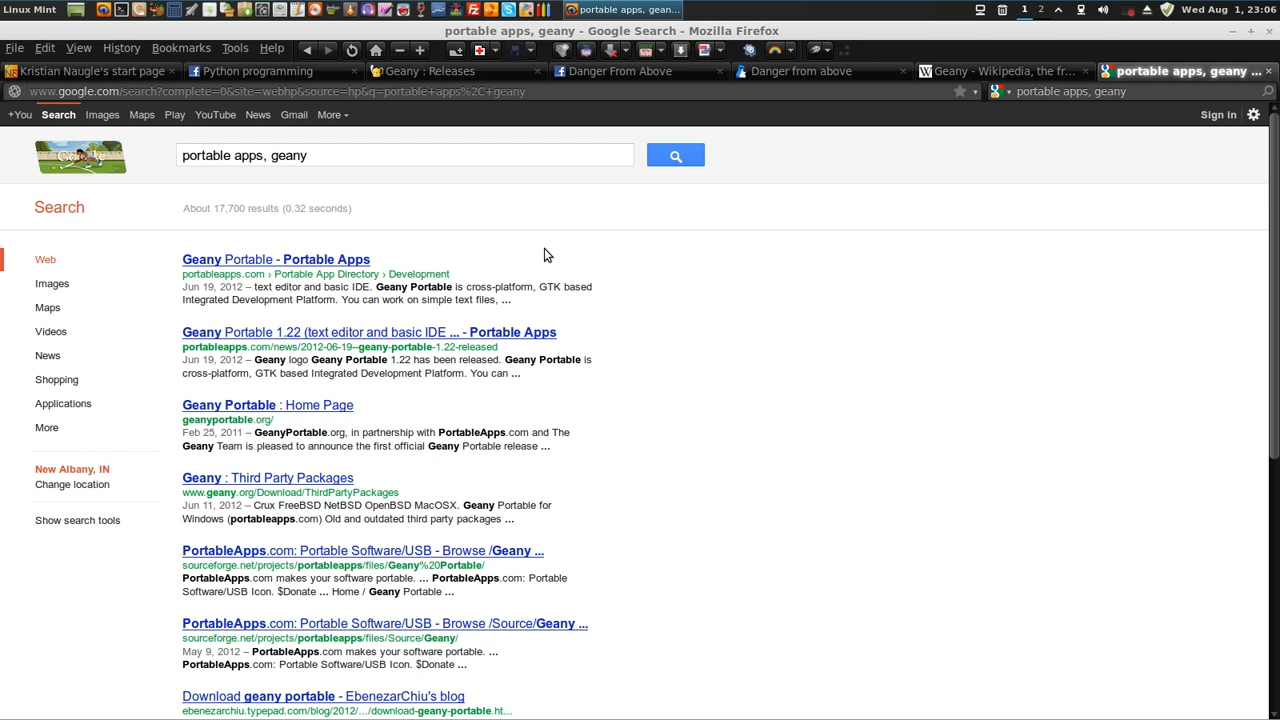 Linux Mint
portable apps, gean...
Wed Aug 1, 23:06
portable apps, geany - Google Search - Mozilla Firefox
File Edit View History Bookmarks Tools Help
Kristian Naugle's start page
Python programming
Geany : Releases
Danger From Above
Danger from above
Geany - Wikipedia, the fr...
portable apps, geany ...
www.google.com/search?complete=0&site=webhp&source=hp&q=portable+apps%2C+geany
portable apps, geany
+You Search Images Maps Play YouTube News Gmail More
Sign in
portable apps, geany
Search
About 17,700 results (0.32 seconds)
Web
Images
Maps
Videos
News
Shopping
Applications
More
New Albany, IN
Change location
Show search tools
Geany Portable - Portable Apps
portableapps.com › Portable App Directory › Development
Jun 19, 2012 – text editor and basic IDE. Geany Portable is cross-platform, GTK based
Integrated Development Platform. You can work on simple text files, ...
Geany Portable 1.22 (text editor and basic IDE ... - Portable Apps
portableapps.com/news/2012-06-19--geany-portable-1.22-released
Jun 19, 2012 – Geany logo Geany Portable 1.22 has been released. Geany Portable is
cross-platform, GTK based Integrated Development Platform. You can ...
Geany Portable : Home Page
geanyportable.org/
Feb 25, 2011 – GeanyPortable.org, in partnership with PortableApps.com and The
Geany Team is pleased to announce the first official Geany Portable release ...
Geany : Third Party Packages
www.geany.org/Download/ThirdPartyPackages
Jun 11, 2012 – Crux FreeBSD NetBSD OpenBSD MacOSX. Geany Portable for
Windows (portableapps.com) Old and outdated third party packages ...
PortableApps.com: Portable Software/USB - Browse /Geany ...
sourceforge.net/projects/portableapps/files/Geany%20Portable/
PortableApps.com makes your software portable. ... PortableApps.com: Portable
Software/USB Icon. $Donate ... Home / Geany Portable ...
PortableApps.com: Portable Software/USB - Browse /Source/Geany ...
sourceforge.net/projects/portableapps/files/Source/Geany/
May 9, 2012 – PortableApps.com makes your software portable. ...
PortableApps.com: Portable Software/USB Icon. $Donate ...
Download geany portable - EbenezarChiu's blog
ebenezarchiu.typepad.com/blog/2012/.../download-geany-portable.ht...